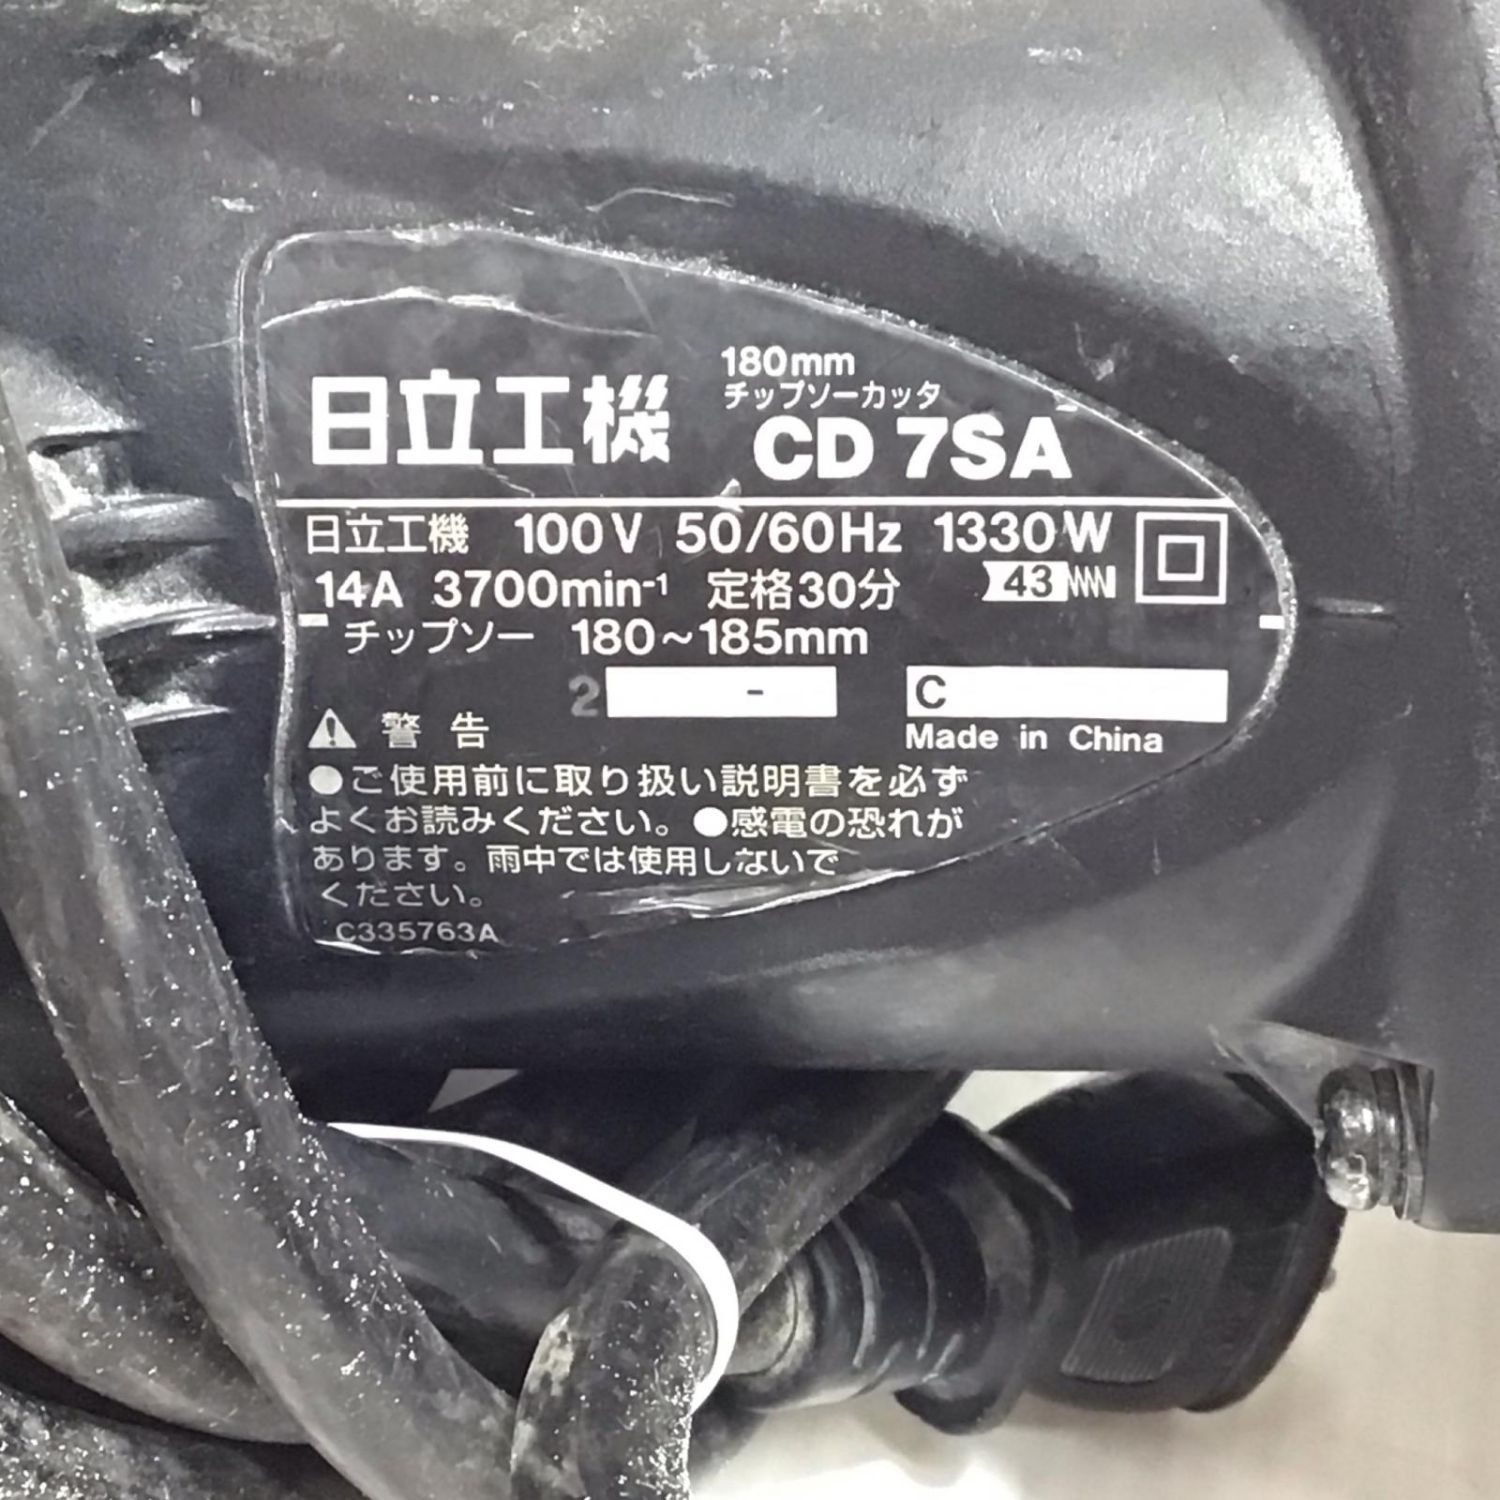 180mm
チップソーカッタ
日立工機 CD 7SA
日立工機 100V 50/60Hz 1330W
14A 3700min⁻¹ 定格30分 43
チップソー 180～185mm
2 - C
Made in China
警告
●ご使用前に取り扱い説明書を必ず
よくお読みください。●感電の恐れが
あります。雨中では使用しないで
ください。
C335763A